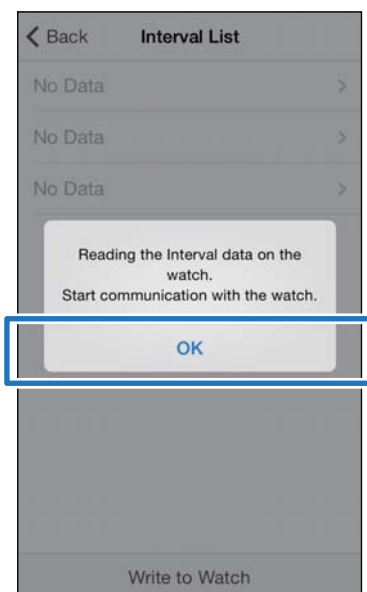 Back Interval List
No Data
No Data
No Data
Reading the Interval data on the
watch.
Start communication with the watch.
OK
Write to Watch